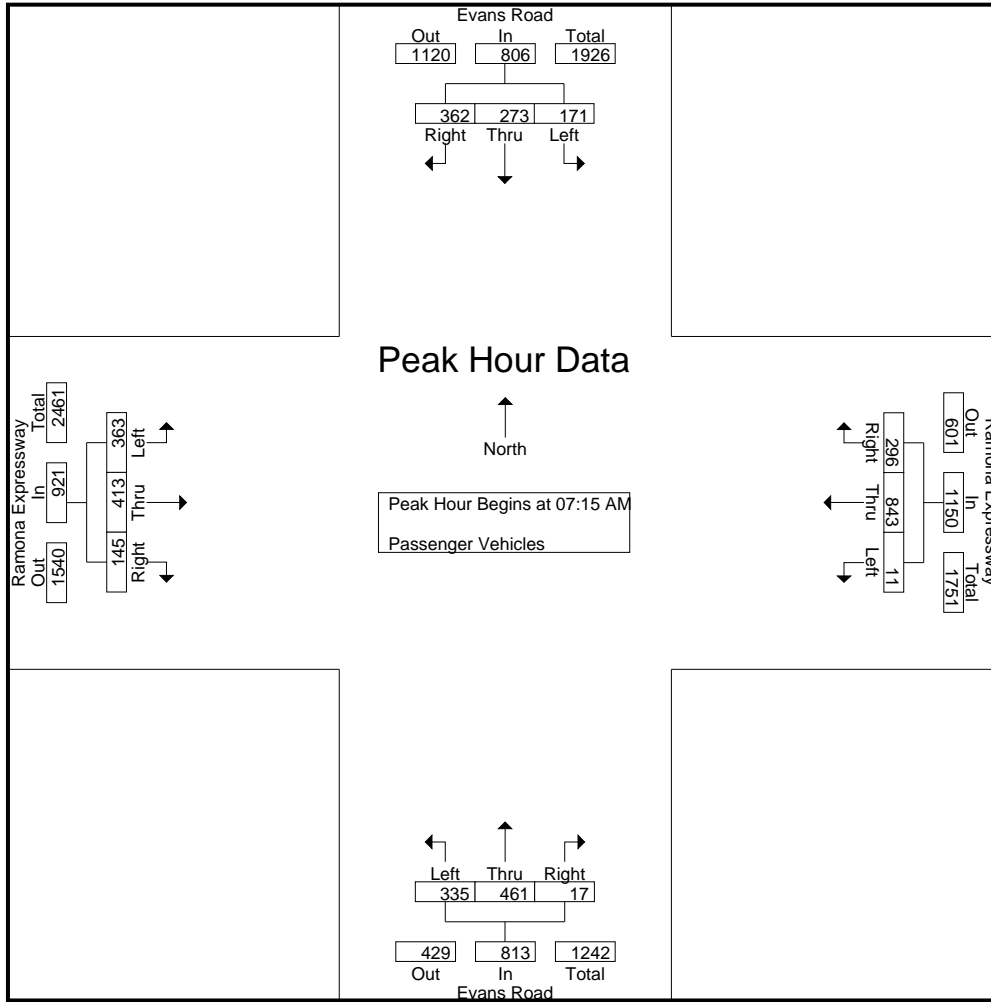 Evans Road
Out In Total
1120 806 1926
362 273 171
Right Thru Left
Peak Hour Data
North
Peak Hour Begins at 07:15 AM
Passenger Vehicles
Ramona Expressway
Out In Total
1540 921 2461
145 413 363
Right Thru Left
Ramona Expressway
Out In Total
601 1150 1751
Right Thru Left
296 843 11
Left Thru Right
335 461 17
429 813 1242
Out In Total
Evans Road